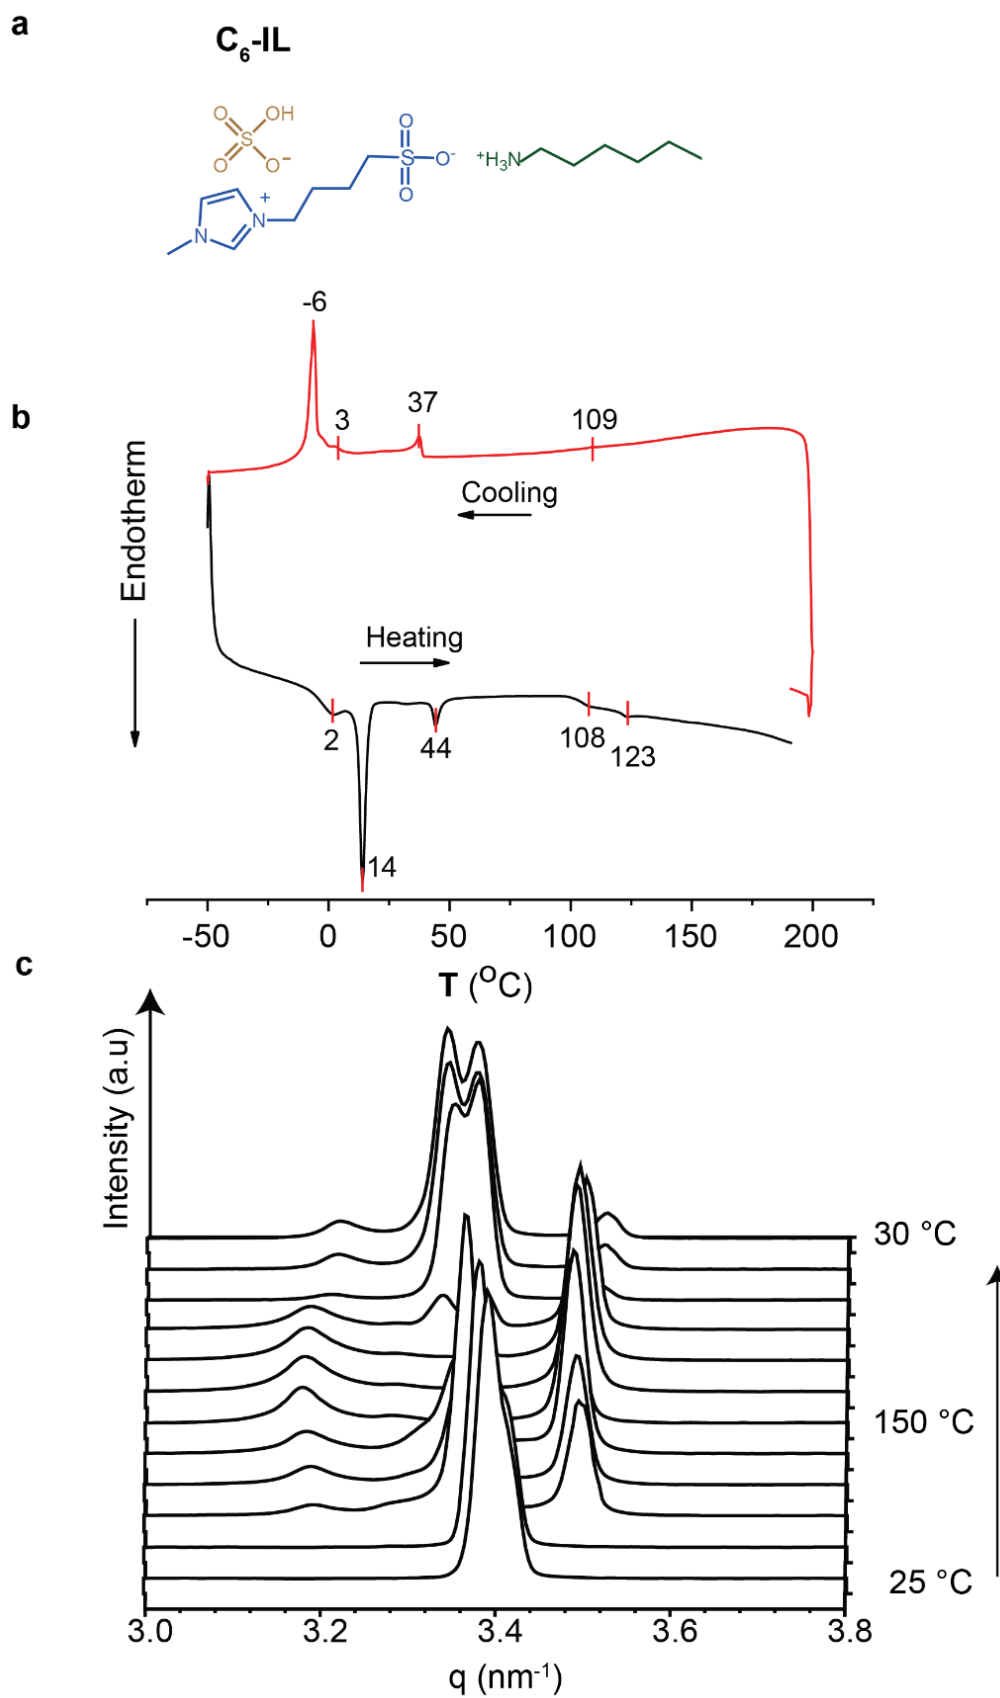 a
C₆-IL
O OH
S
O O⁻
O
S O⁻
O
⁺H₃N
+
N
N
-6
b
3 37 109
Cooling
Endotherm
Heating
2 44 108 123
14
-50 0 50 100 150 200
T (°C)
c
Intensity (a.u)
30 °C
150 °C
25 °C
3.0 3.2 3.4 3.6 3.8
q (nm⁻¹)